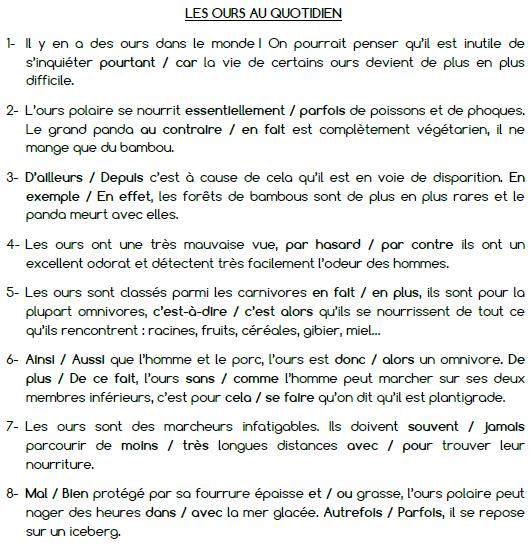 LES OURS AU QUOTIDIEN
1- Il y en a des ours dans le monde ! On pourrait penser qu'il est inutile de
s'inquiéter pourtant / car la vie de certains ours devient de plus en plus
difficile.
2- L'ours polaire se nourrit essentiellement / parfois de poissons et de phoques.
Le grand panda au contraire / en fait est complètement végétarien, il ne
mange que du bambou.
3- D'ailleurs / Depuis c'est à cause de cela qu'il est en voie de disparition. En
exemple / En effet, les forêts de bambous sont de plus en plus rares et le
panda meurt avec elles.
4- Les ours ont une très mauvaise vue, par hasard / par contre ils ont un
excellent odorat et détectent très facilement l'odeur des hommes.
5- Les ours sont classés parmi les carnivores en fait / en plus, ils sont pour la
plupart omnivores, c'est-à-dire / c'est alors qu'ils se nourrissent de tout ce
qu'ils rencontrent : racines, fruits, céréales, gibier, miel...
6- Ainsi / Aussi que l'homme et le porc, l'ours est donc / alors un omnivore. De
plus / De ce fait, l'ours sans / comme l'homme peut marcher sur ses deux
membres inférieurs, c'est pour cela / se faire qu'on dit qu'il est plantigrade.
7- Les ours sont des marcheurs infatigables. Ils doivent souvent / jamais
parcourir de moins / très longues distances avec / pour trouver leur
nourriture.
8- Mal / Bien protégé par sa fourrure épaisse et / ou grasse, l'ours polaire peut
nager des heures dans / avec la mer glacée. Autrefois / Parfois, il se repose
sur un iceberg.